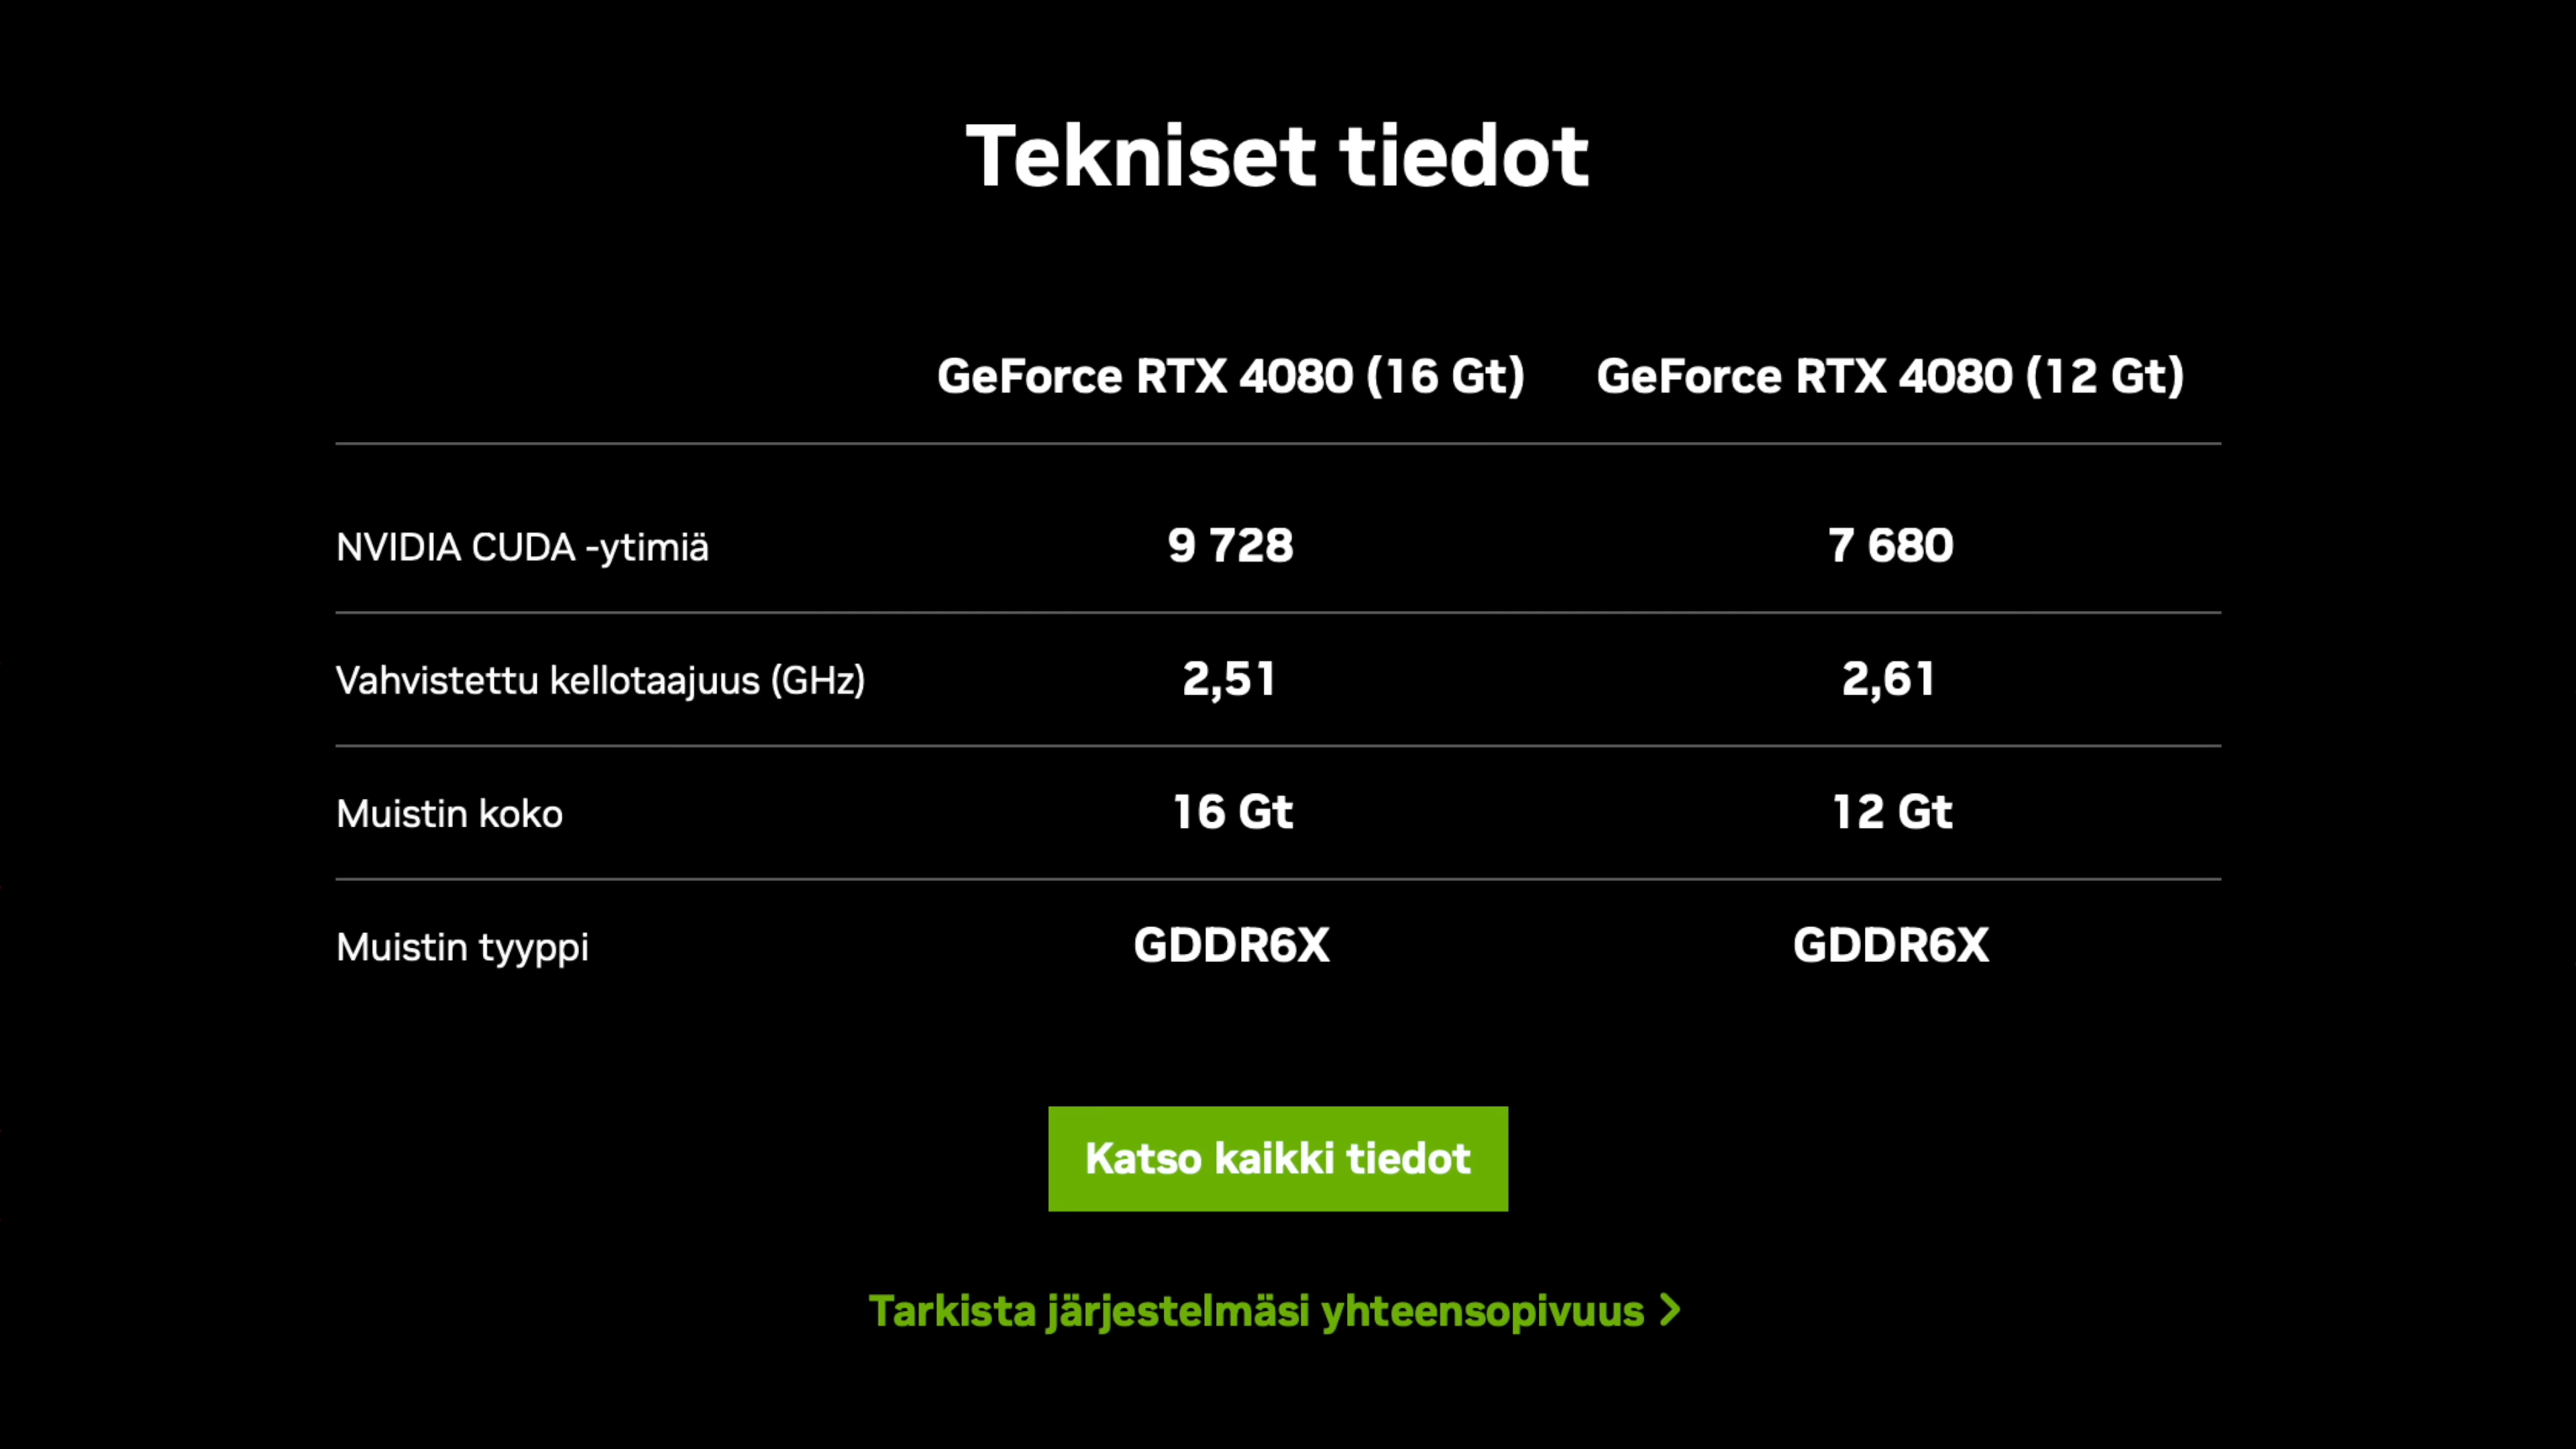 Tekniset tiedot
GeForce RTX 4080 (16 Gt) GeForce RTX 4080 (12 Gt)
NVIDIA CUDA -ytimiä 9 728 7 680
Vahvistettu kellotaajuus (GHz) 2,51 2,61
Muistin koko 16 Gt 12 Gt
Muistin tyyppi GDDR6X GDDR6X
Katso kaikki tiedot
Tarkista järjestelmäsi yhteensopivuus >